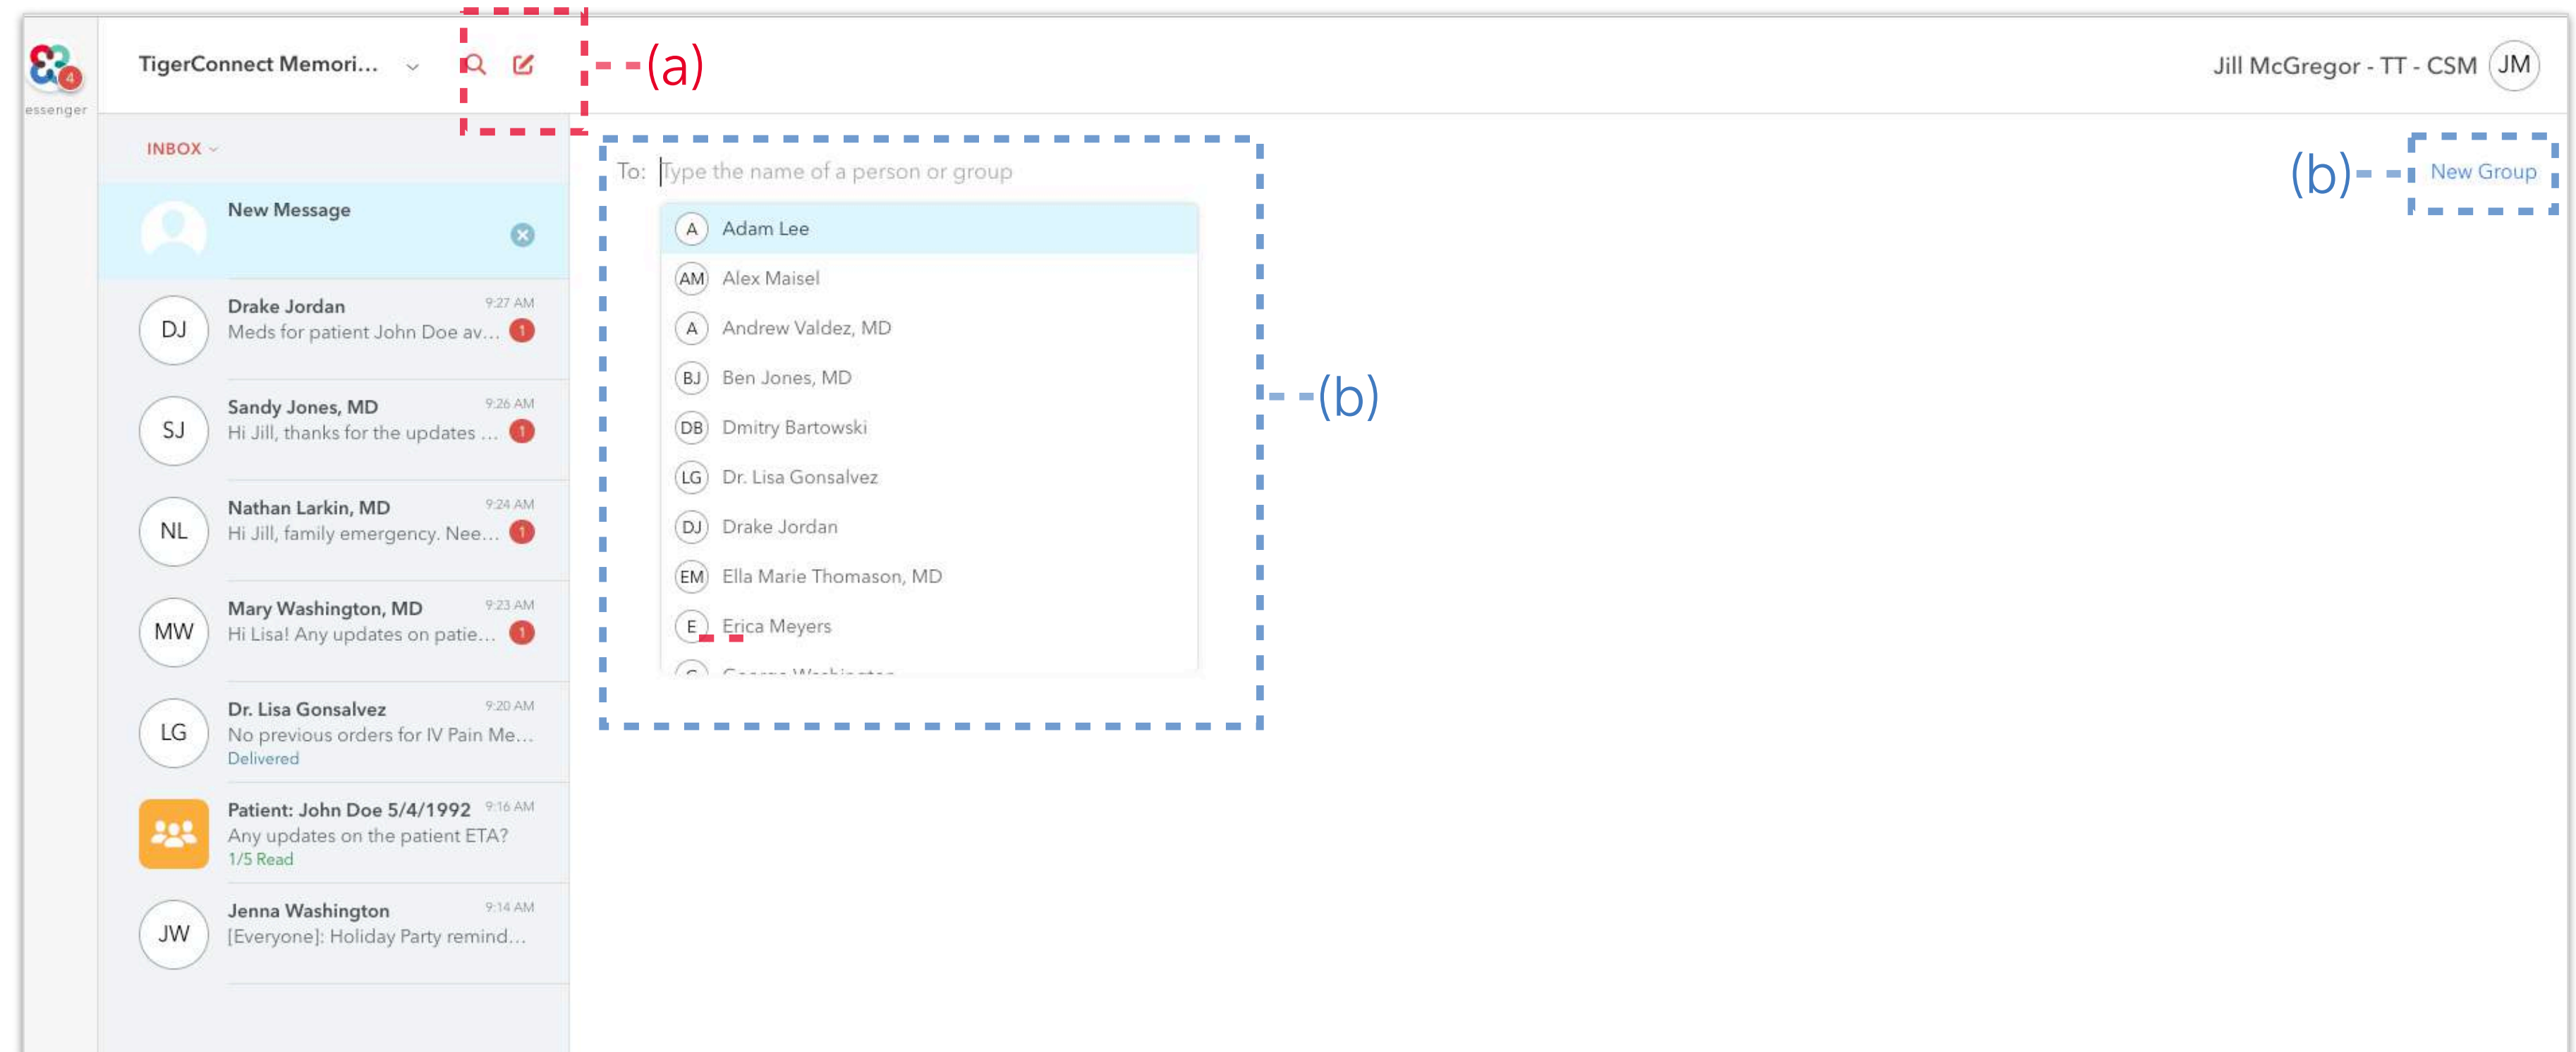 TigerConnect Memori...
(a)
Jill McGregor - TT - CSM
JM
4
essenger
INBOX
New Message
DJ
Drake Jordan
9:27 AM
Meds for patient John Doe av...
1
SJ
Sandy Jones, MD
9:26 AM
Hi Jill, thanks for the updates ...
1
NL
Nathan Larkin, MD
9:24 AM
Hi Jill, family emergency. Nee...
1
MW
Mary Washington, MD
9:23 AM
Hi Lisa! Any updates on patie...
1
LG
Dr. Lisa Gonsalvez
9:20 AM
No previous orders for IV Pain Me...
Delivered
Patient: John Doe 5/4/1992
9:16 AM
Any updates on the patient ETA?
1/5 Read
JW
Jenna Washington
9:14 AM
[Everyone]: Holiday Party remind...
To: Type the name of a person or group
A Adam Lee
AM Alex Maisel
A Andrew Valdez, MD
BJ Ben Jones, MD
DB Dmitry Bartowski
LG Dr. Lisa Gonsalvez
DJ Drake Jordan
EM Ella Marie Thomason, MD
E Erica Meyers
G George Washington
(b)
(b)
New Group